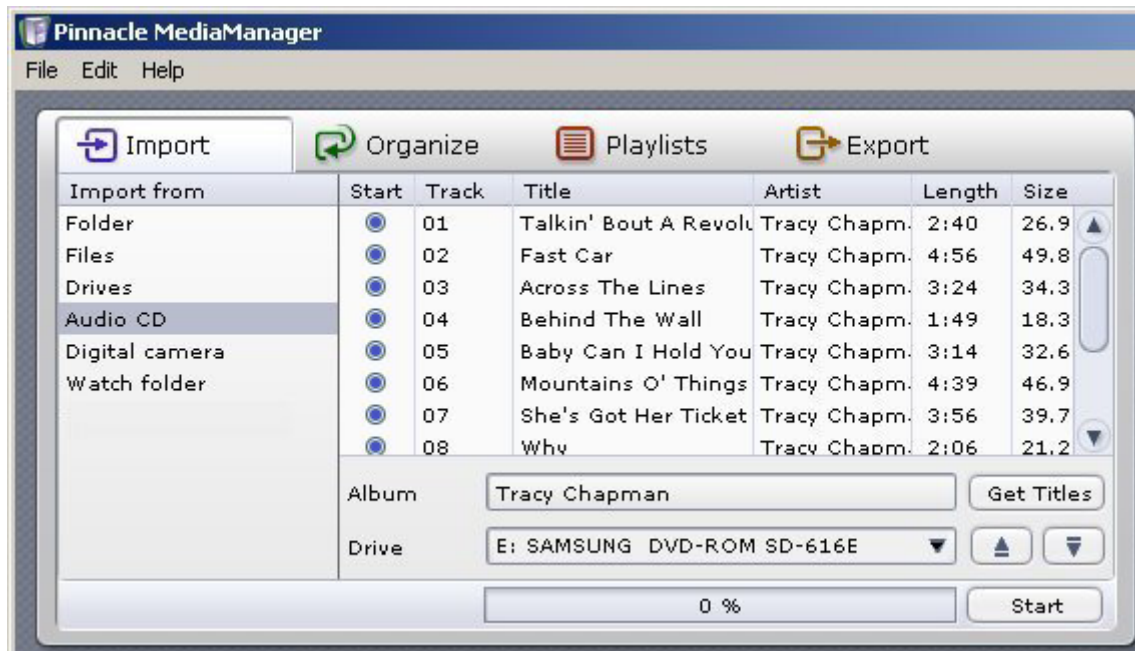 Pinnacle MediaManager
File Edit Help
Import Organize Playlists Export
Import from Start Track Title Artist Length Size
Folder 01 Talkin' Bout A Revolu Tracy Chapm. 2:40 26.9
Files 02 Fast Car Tracy Chapm. 4:56 49.8
Drives 03 Across The Lines Tracy Chapm. 3:24 34.3
Audio CD 04 Behind The Wall Tracy Chapm. 1:49 18.3
Digital camera 05 Baby Can I Hold You Tracy Chapm. 3:14 32.6
Watch folder 06 Mountains O' Things Tracy Chapm. 4:39 46.9
07 She's Got Her Ticket Tracy Chapm. 3:56 39.7
08 Why Tracy Chapm. 2:06 21.2
Album Tracy Chapman Get Titles
Drive E: SAMSUNG DVD-ROM SD-616E
0 % Start